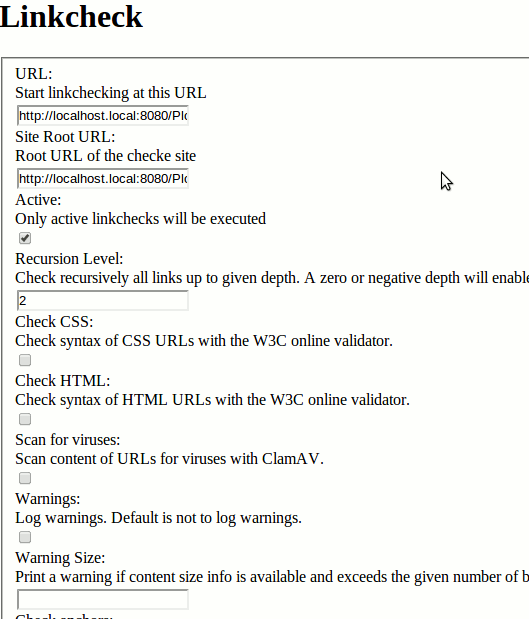 Linkcheck
URL:
Start linkchecking at this URL
http://localhost.local:8080/Plo
Site Root URL:
Root URL of the checke site
http://localhost.local:8080/Plo
Active:
Only active linkchecks will be executed
Recursion Level:
Check recursively all links up to given depth. A zero or negative depth will enable
2
Check CSS:
Check syntax of CSS URLs with the W3C online validator.
Check HTML:
Check syntax of HTML URLs with the W3C online validator.
Scan for viruses:
Scan content of URLs for viruses with ClamAV.
Warnings:
Log warnings. Default is not to log warnings.
Warning Size:
Print a warning if content size info is available and exceeds the given number of b
Check anchors: